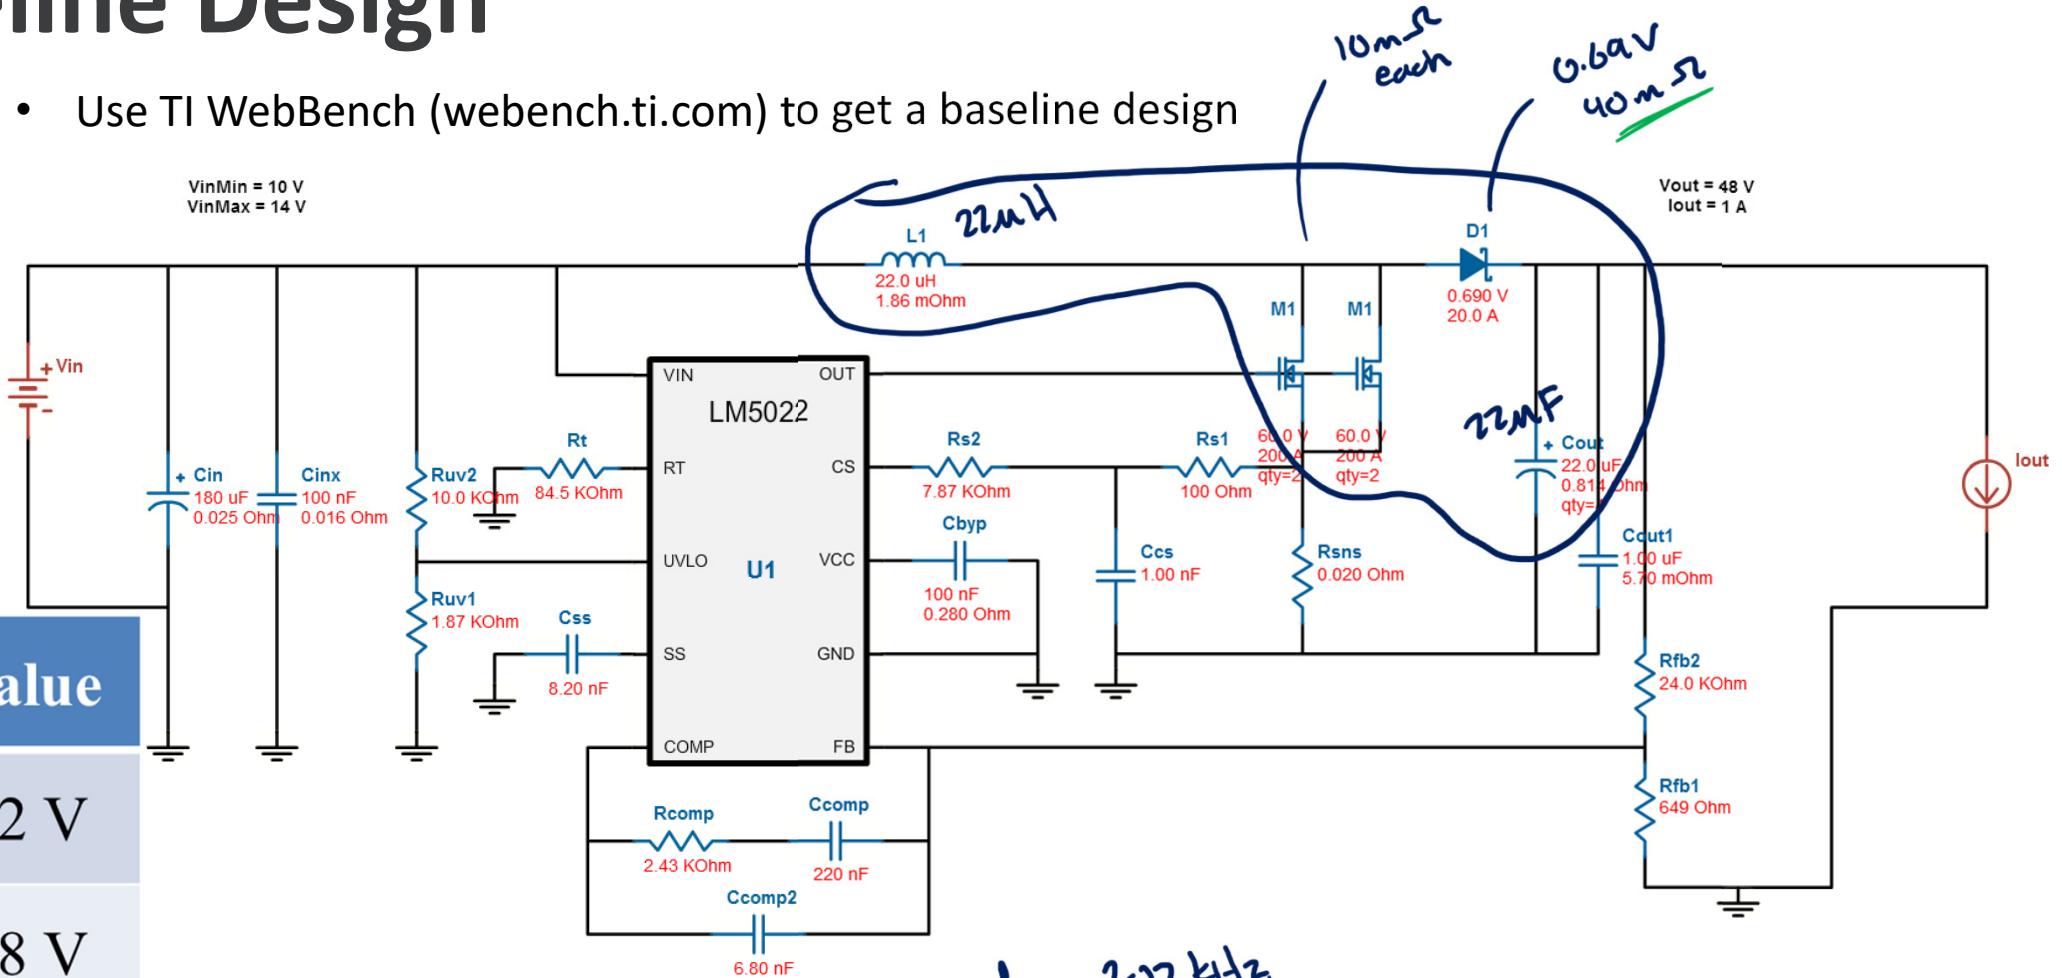 line Design
• Use TI WebBench (webench.ti.com) to get a baseline design
10mΩ
each
0.69V
40mΩ
VinMin = 10 V
VinMax = 14 V
Vout = 48 V
Iout = 1 A
22µH
L1
22.0 uH
1.86 mOhm
D1
0.690 V
20.0 A
M1
M1
60.0 V
200 A
qty=2
60.0 V
200 A
qty=2
+ Vin
-
VIN
OUT
LM5022
RT
CS
UVLO
U1
VCC
SS
GND
COMP
FB
+ Cin
180 uF
0.025 Ohm
Cinx
100 nF
0.016 Ohm
Ruv2
10.0 KOhm
Ruv1
1.87 KOhm
Rt
84.5 KOhm
Css
8.20 nF
Rs2
7.87 KOhm
Rs1
100 Ohm
Cbyp
100 nF
0.280 Ohm
Ccs
1.00 nF
Rsns
0.020 Ohm
22µF
+ Cout
22.0 uF
0.814 Ohm
Cout1
1.00 uF
5.70 mOhm
Iout
Rfb2
24.0 KOhm
Rfb1
649 Ohm
Rcomp
2.43 KOhm
Ccomp
220 nF
Ccomp2
6.80 nF
alue
2 V
8 V